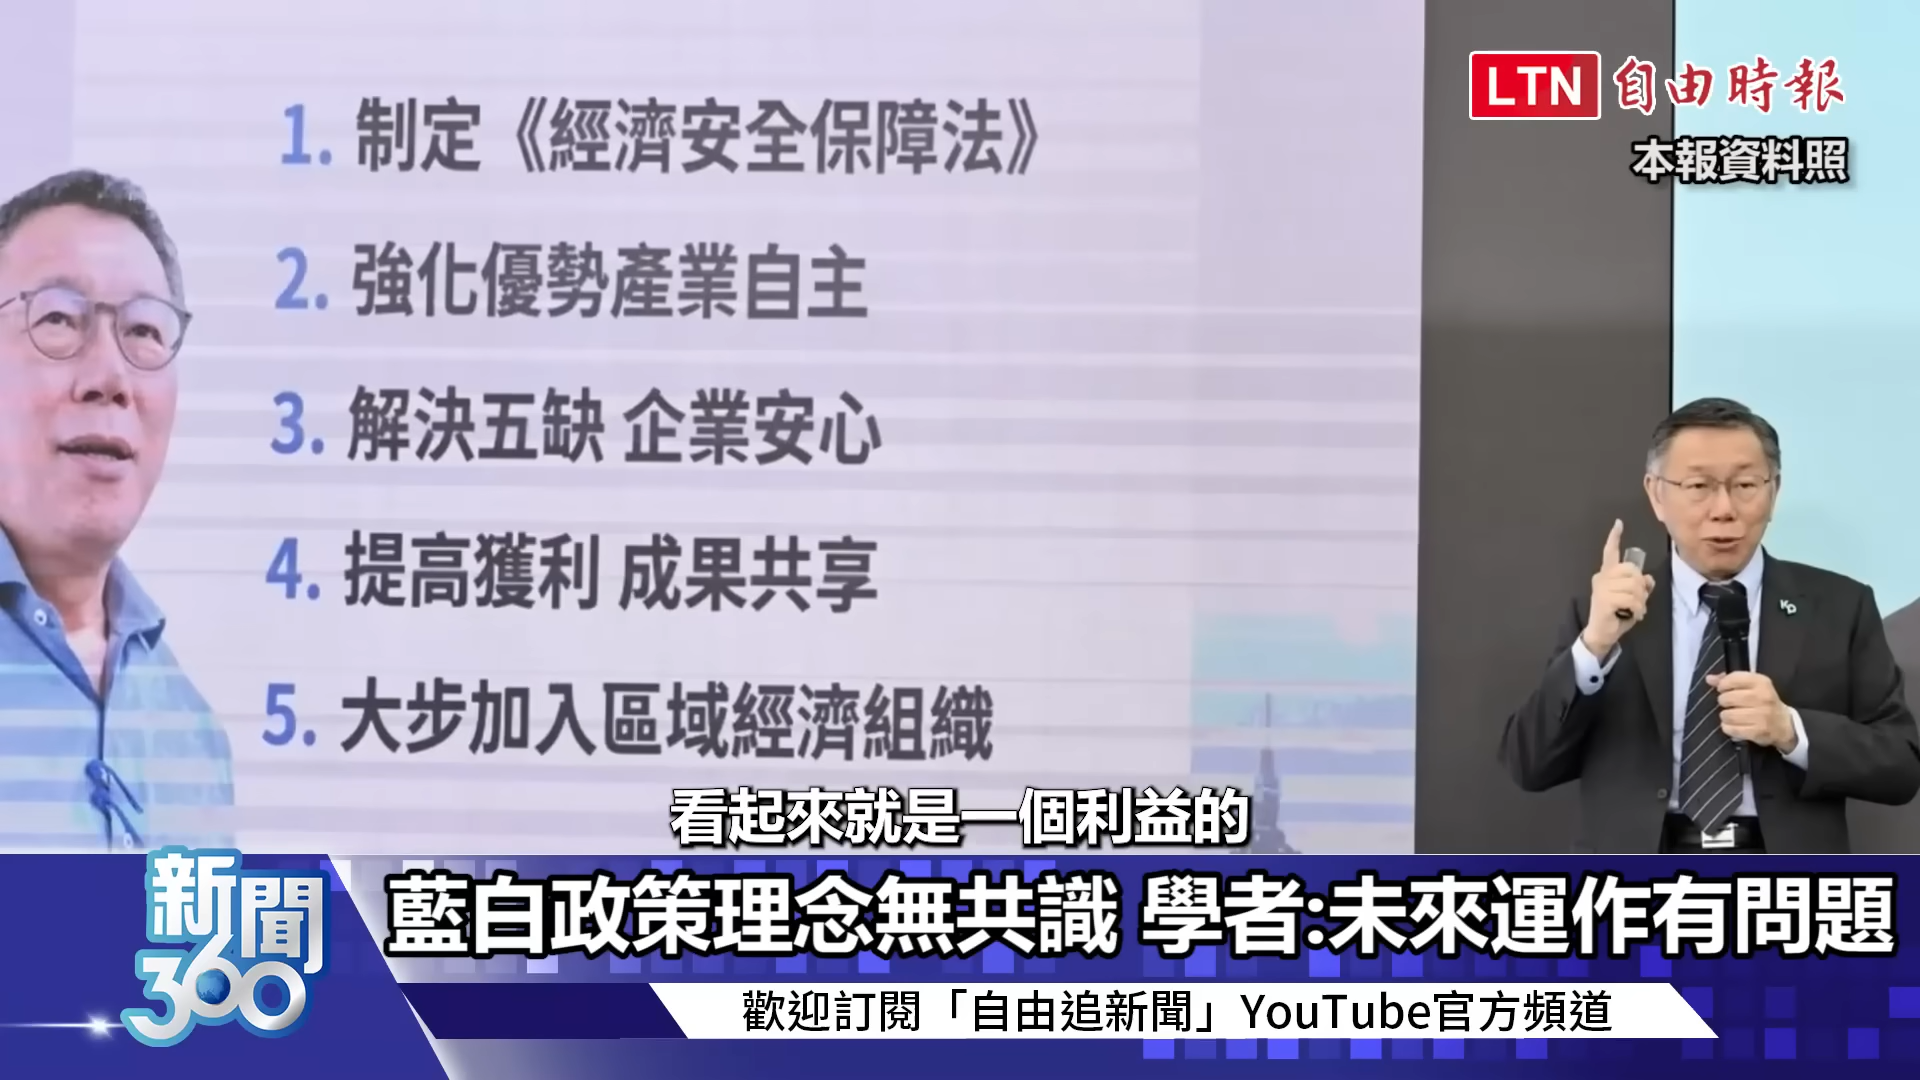 LTN 自由時報
本報資料照
1. 制定《經濟安全保障法》
2. 強化優勢產業自主
3. 解決五缺 企業安心
4. 提高獲利 成果共享
5. 大步加入區域經濟組織
KP
看起來就是一個利益的
新聞
360
藍白政策理念無共識 學者:未來運作有問題
歡迎訂閱「自由追新聞」YouTube官方頻道